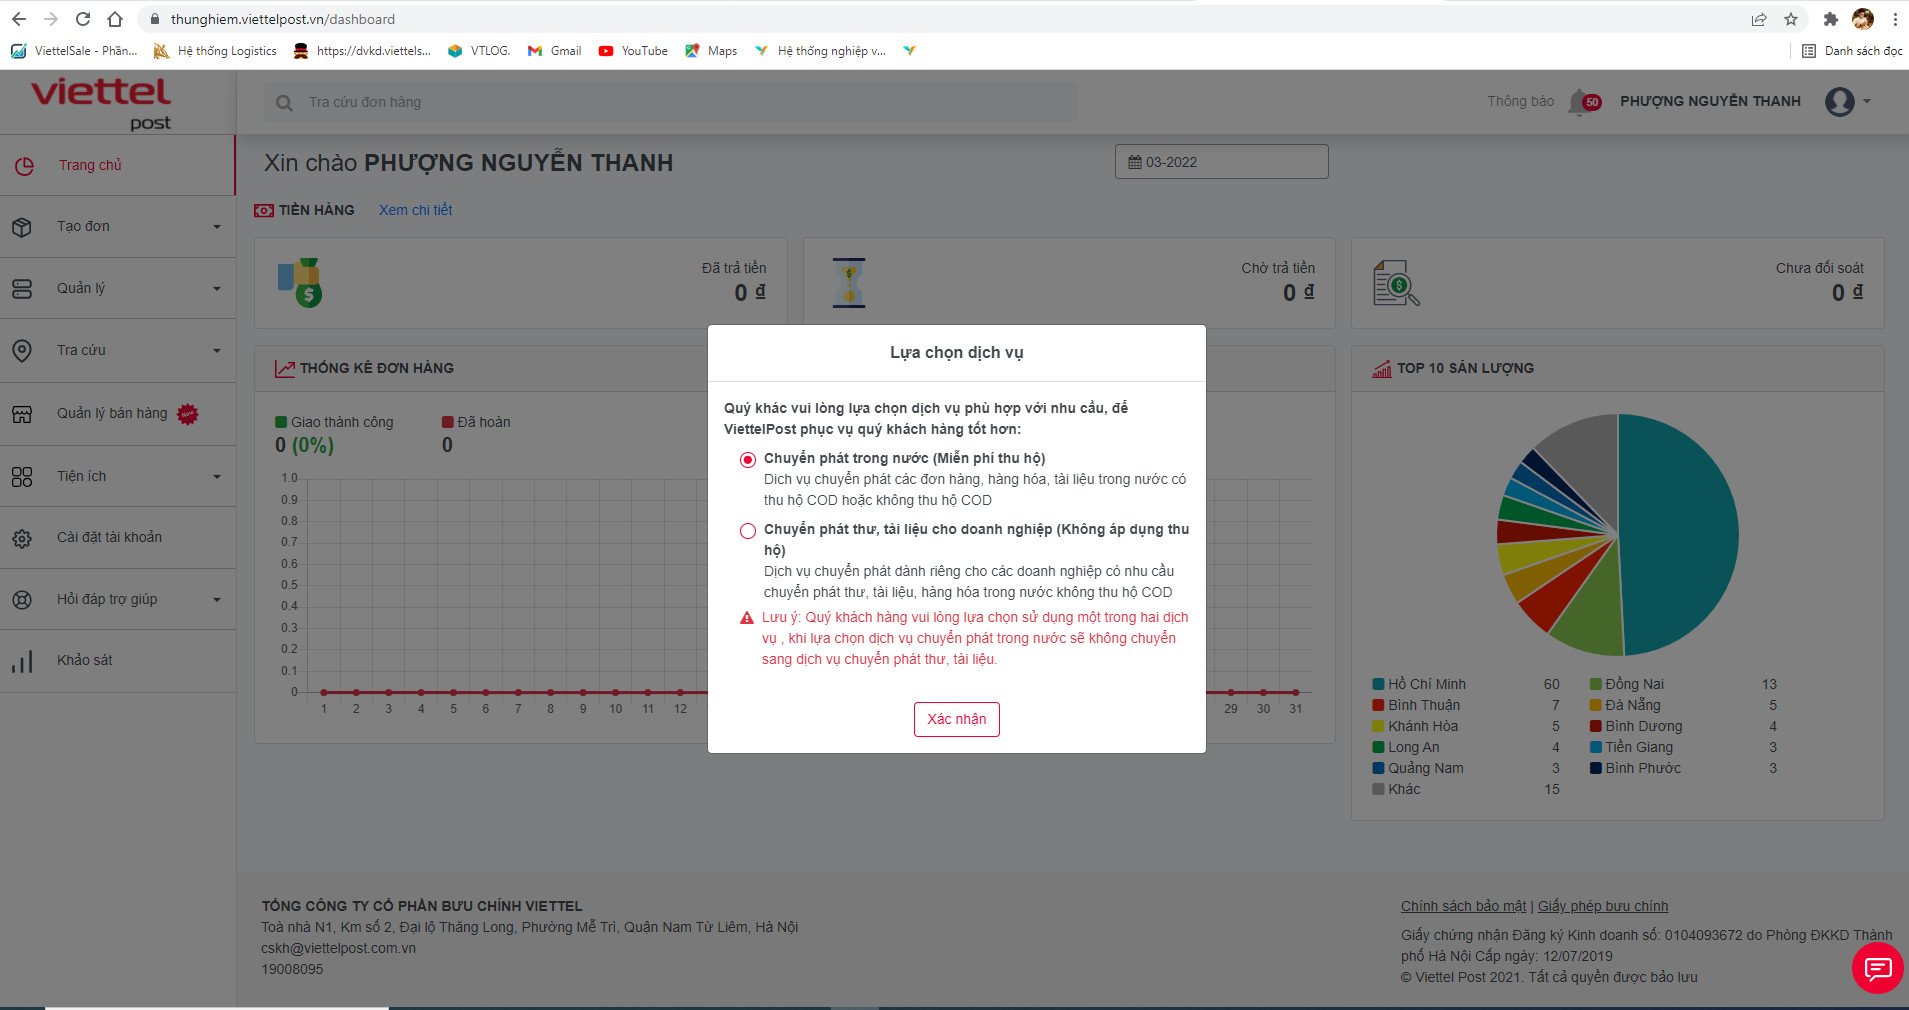 thunghiem.viettelpost.vn/dashboard
ViettelSale - Phần...
Hệ thống Logistics
https://dvkd.viettels...
VTLOG.
Gmail
YouTube
Maps
Hệ thống nghiệp v...
Danh sách đọc
viettel
post
Tra cứu đơn hàng
Thông báo
50
PHƯỢNG NGUYỄN THANH
Trang chủ
Tạo đơn
Quản lý
Tra cứu
Quản lý bán hàng
New
Tiện ích
Cài đặt tài khoản
Hỏi đáp trợ giúp
Khảo sát
Xin chào PHƯỢNG NGUYỄN THANH
03-2022
TIỀN HÀNG
Xem chi tiết
Đã trả tiền
0 ₫
Chờ trả tiền
0 ₫
Chưa đối soát
0 ₫
THỐNG KÊ ĐƠN HÀNG
Giao thành công
0 (0%)
Đã hoàn
0
1.0
0.9
0.8
0.7
0.6
0.5
0.4
0.3
0.2
0.1
0
1 2 3 4 5 6 7 8 9 10 11 12
29 30 31
Lựa chọn dịch vụ
Quý khác vui lòng lựa chọn dịch vụ phù hợp với nhu cầu, để
ViettelPost phục vụ quý khách hàng tốt hơn:
Chuyển phát trong nước (Miễn phí thu hộ)
Dịch vụ chuyển phát các đơn hàng, hàng hóa, tài liệu trong nước có
thu hộ COD hoặc không thu hộ COD
Chuyển phát thư, tài liệu cho doanh nghiệp (Không áp dụng thu
hộ)
Dịch vụ chuyển phát dành riêng cho các doanh nghiệp có nhu cầu
chuyển phát thư, tài liệu, hàng hóa trong nước không thu hộ COD
Lưu ý: Quý khách hàng vui lòng lựa chọn sử dụng một trong hai dịch
vụ , khi lựa chọn dịch vụ chuyển phát trong nước sẽ không chuyển
sang dịch vụ chuyển phát thư, tài liệu.
Xác nhận
TOP 10 SẢN LƯỢNG
Hồ Chí Minh 60 Đồng Nai 13
Bình Thuận 7 Đà Nẵng 5
Khánh Hòa 5 Bình Dương 4
Long An 4 Tiền Giang 3
Quảng Nam 3 Bình Phước 3
Khác 15
TỔNG CÔNG TY CỔ PHẦN BƯU CHÍNH VIETTEL
Toà nhà N1, Km số 2, Đại lộ Thăng Long, Phường Mễ Trì, Quận Nam Từ Liêm, Hà Nội
cskh@viettelpost.com.vn
19008095
Chính sách bảo mật | Giấy phép bưu chính
Giấy chứng nhận Đăng ký Kinh doanh số: 0104093672 do Phòng ĐKKD Thành
phố Hà Nội Cấp ngày: 12/07/2019
© Viettel Post 2021. Tất cả quyền được bảo lưu